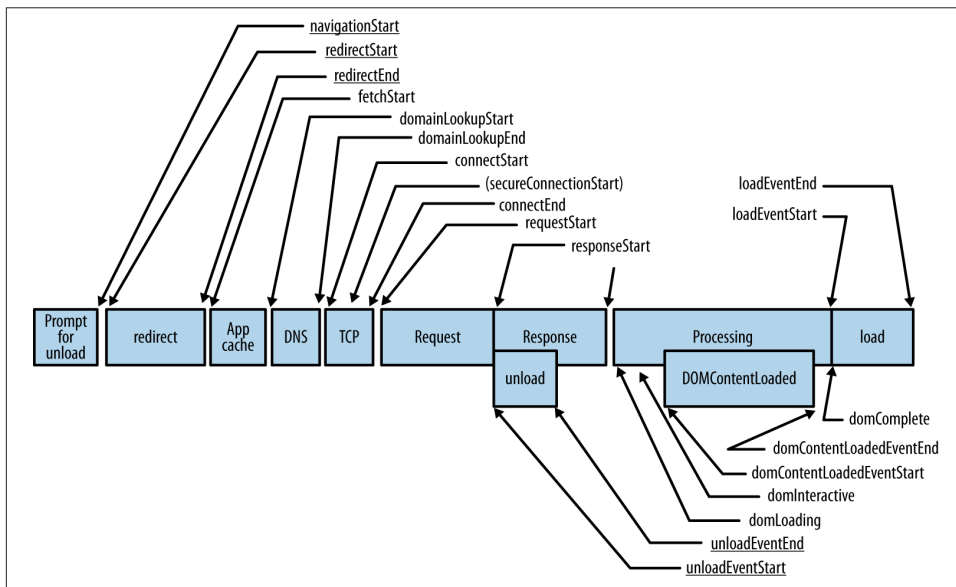 navigationStart
redirectStart
redirectEnd
fetchStart
domainLookupStart
domainLookupEnd
connectStart
(secureConnectionStart)
connectEnd
requestStart
responseStart
loadEventEnd
loadEventStart
Prompt
for
unload
redirect
App
cache
DNS
TCP
Request
Response
unload
Processing
DOMContentLoaded
load
domComplete
domContentLoadedEventEnd
domContentLoadedEventStart
domInteractive
domLoading
unloadEventEnd
unloadEventStart